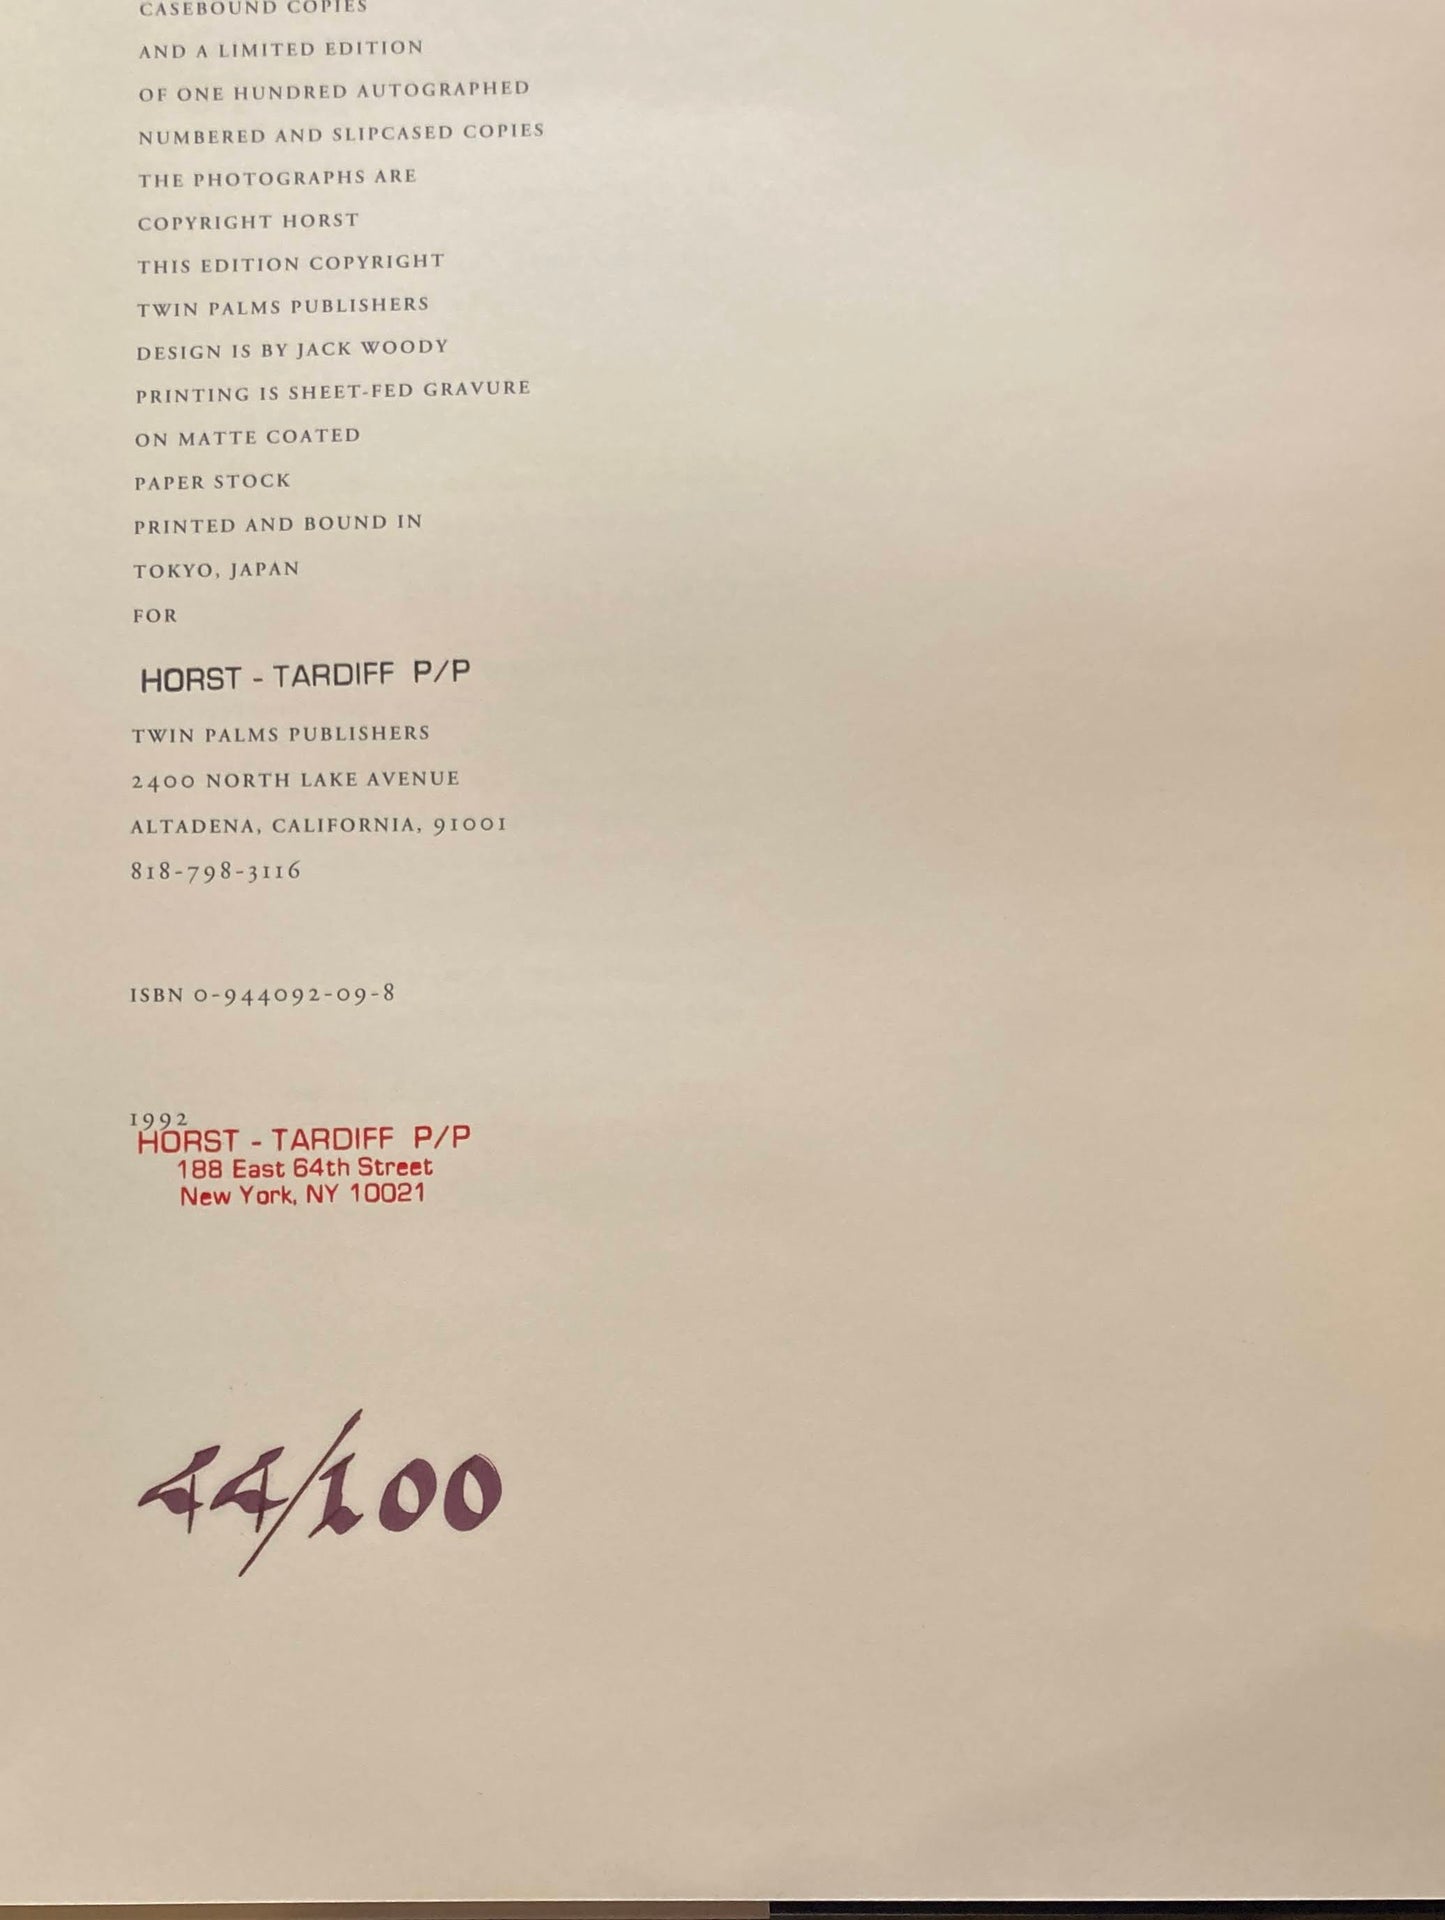 CASEBOUND COPIES
AND A LIMITED EDITION
OF ONE HUNDRED AUTOGRAPHED
NUMBERED AND SLIPCASED COPIES
THE PHOTOGRAPHS ARE
COPYRIGHT HORST
THIS EDITION COPYRIGHT
TWIN PALMS PUBLISHERS
DESIGN IS BY JACK WOODY
PRINTING IS SHEET-FED GRAVURE
ON MATTE COATED
PAPER STOCK
PRINTED AND BOUND IN
TOKYO, JAPAN
FOR
HORST - TARDIFF P/P
TWIN PALMS PUBLISHERS
2400 NORTH LAKE AVENUE
ALTADENA, CALIFORNIA, 91001
818-798-3116
ISBN 0-944092-09-8
1992
HORST - TARDIFF P/P
188 East 64th Street
New York, NY 10021
44/100